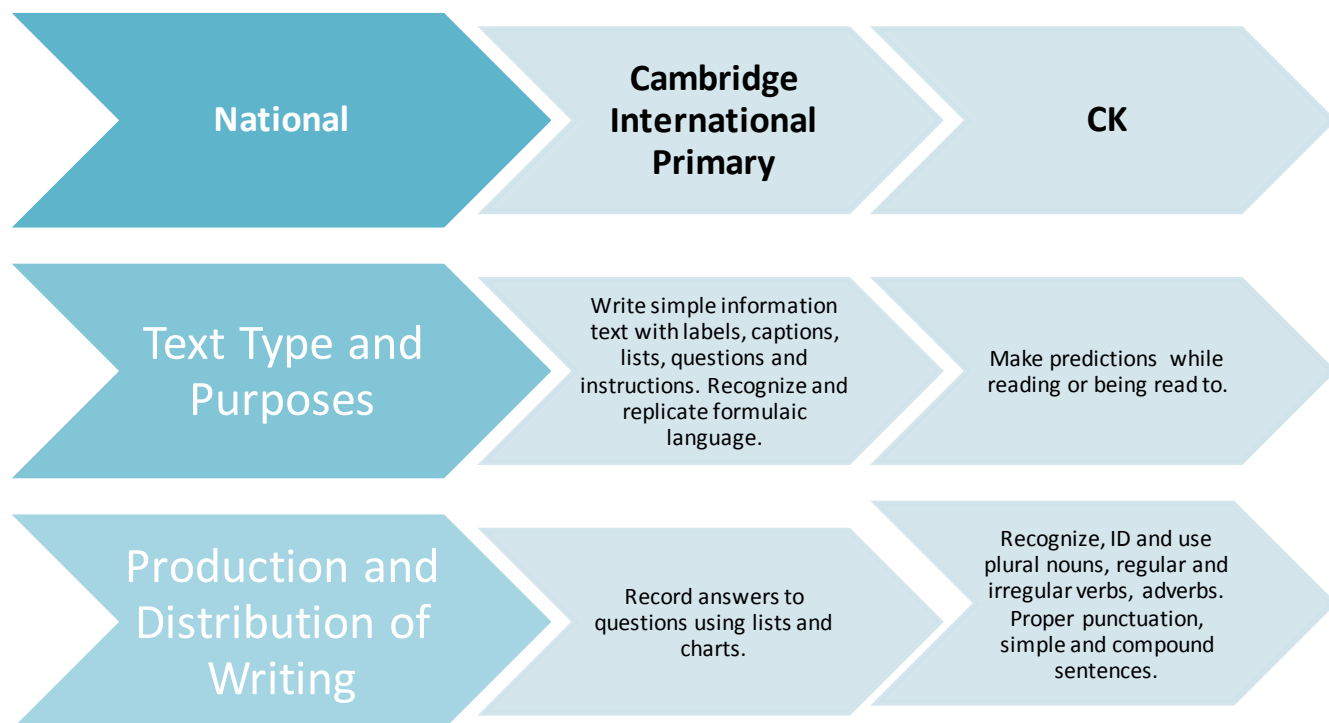 National
Cambridge
International
Primary
CK
Text Type and
Purposes
Write simple information
text with labels, captions,
lists, questions and
instructions. Recognize and
replicate formulaic
language.
Make predictions while
reading or being read to.
Production and
Distribution of
Writing
Record answers to
questions using lists and
charts.
Recognize, ID and use
plural nouns, regular and
irregular verbs, adverbs.
Proper punctuation,
simple and compound
sentences.